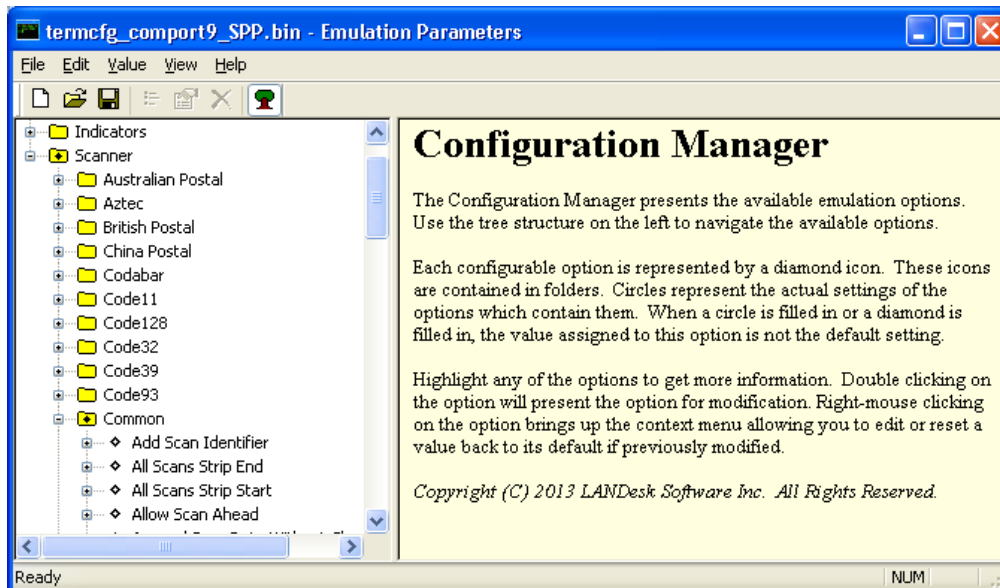 termcfg_comport9_SPP.bin - Emulation Parameters
File Edit Value View Help
Indicators
Scanner
Australian Postal
Aztec
British Postal
China Postal
Codabar
Code11
Code128
Code32
Code39
Code93
Common
Add Scan Identifier
All Scans Strip End
All Scans Strip Start
Allow Scan Ahead
Configuration Manager
The Configuration Manager presents the available emulation options.
Use the tree structure on the left to navigate the available options.
Each configurable option is represented by a diamond icon. These icons
are contained in folders. Circles represent the actual settings of the
options which contain them. When a circle is filled in or a diamond is
filled in, the value assigned to this option is not the default setting.
Highlight any of the options to get more information. Double clicking on
the option will present the option for modification. Right-mouse clicking
on the option brings up the context menu allowing you to edit or reset a
value back to its default if previously modified.
Copyright (C) 2013 LANDesk Software Inc. All Rights Reserved.
Ready
NUM